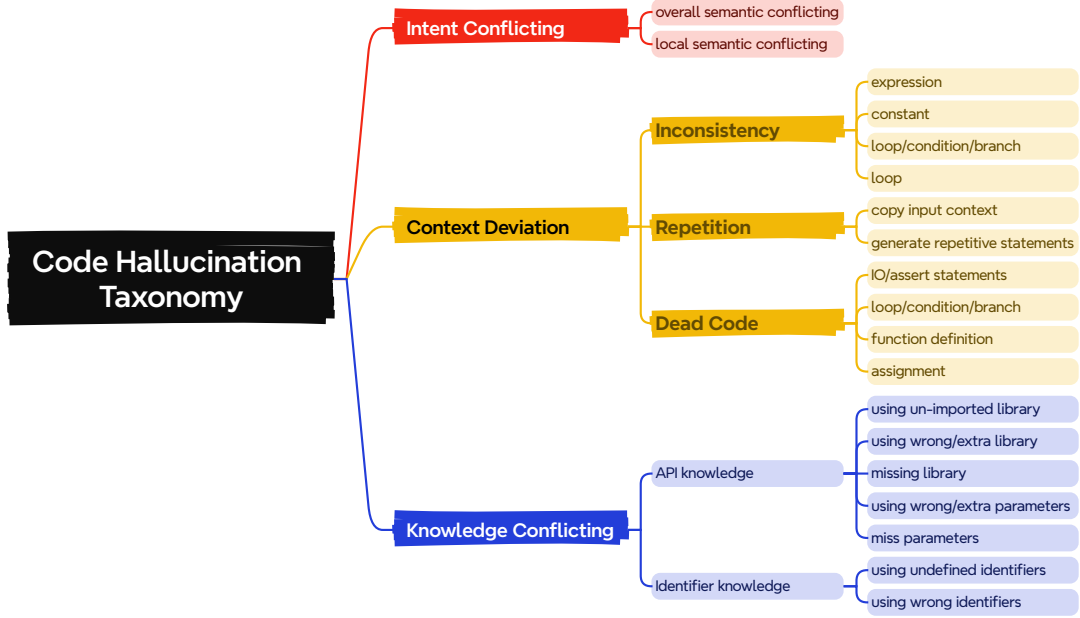 Code Hallucination
Taxonomy
Intent Conflicting
overall semantic conflicting
local semantic conflicting
Context Deviation
Inconsistency
expression
constant
loop/condition/branch
loop
Repetition
copy input context
generate repetitive statements
Dead Code
IO/assert statements
loop/condition/branch
function definition
assignment
Knowledge Conflicting
API knowledge
using un-imported library
using wrong/extra library
missing library
using wrong/extra parameters
miss parameters
Identifier knowledge
using undefined identifiers
using wrong identifiers